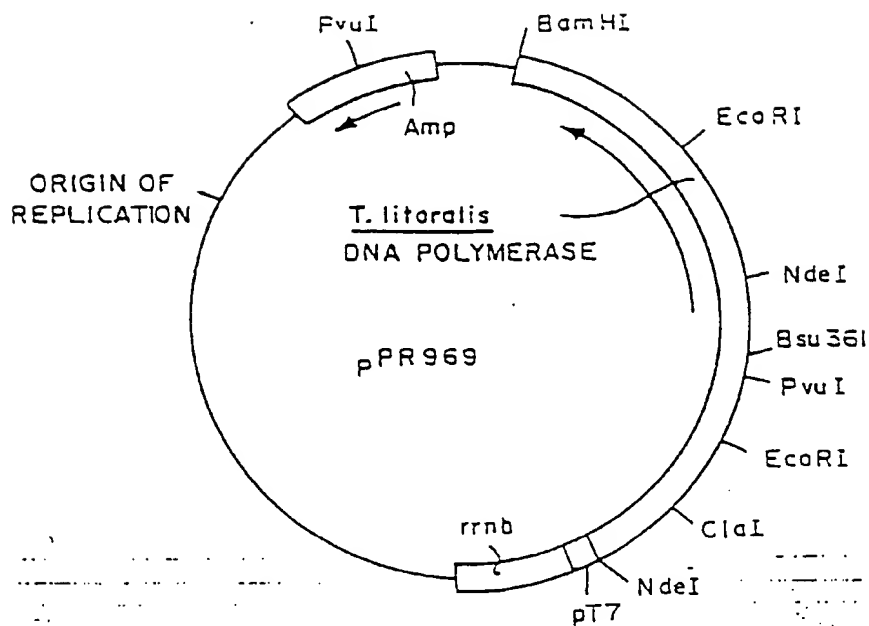 PvuI
BamHI
Amp
EcoRI
ORIGIN OF
REPLICATION
T. litoralis
DNA POLYMERASE
NdeI
Bsu36I
PvuI
pPR969
EcoRI
ClaI
rrnb
NdeI
pT7